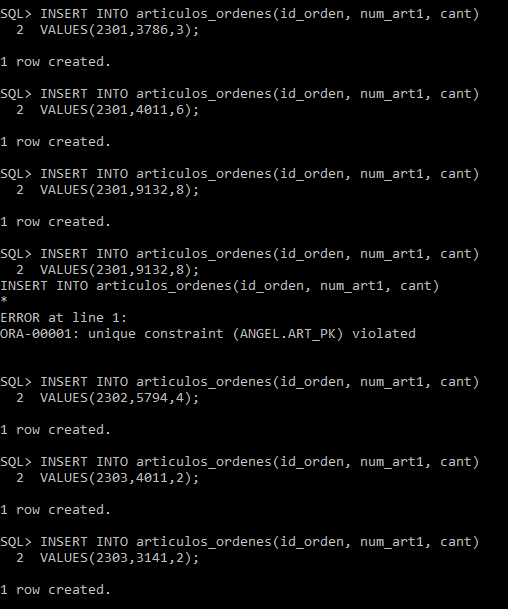 SQL> INSERT INTO articulos_ordenes(id_orden, num_art1, cant)
  2  VALUES(2301,3786,3);
1 row created.
SQL> INSERT INTO articulos_ordenes(id_orden, num_art1, cant)
  2  VALUES(2301,4011,6);
1 row created.
SQL> INSERT INTO articulos_ordenes(id_orden, num_art1, cant)
  2  VALUES(2301,9132,8);
1 row created.
SQL> INSERT INTO articulos_ordenes(id_orden, num_art1, cant)
  2  VALUES(2301,9132,8);
INSERT INTO articulos_ordenes(id_orden, num_art1, cant)
*
ERROR at line 1:
ORA-00001: unique constraint (ANGEL.ART_PK) violated
SQL> INSERT INTO articulos_ordenes(id_orden, num_art1, cant)
  2  VALUES(2302,5794,4);
1 row created.
SQL> INSERT INTO articulos_ordenes(id_orden, num_art1, cant)
  2  VALUES(2303,4011,2);
1 row created.
SQL> INSERT INTO articulos_ordenes(id_orden, num_art1, cant)
  2  VALUES(2303,3141,2);
1 row created.